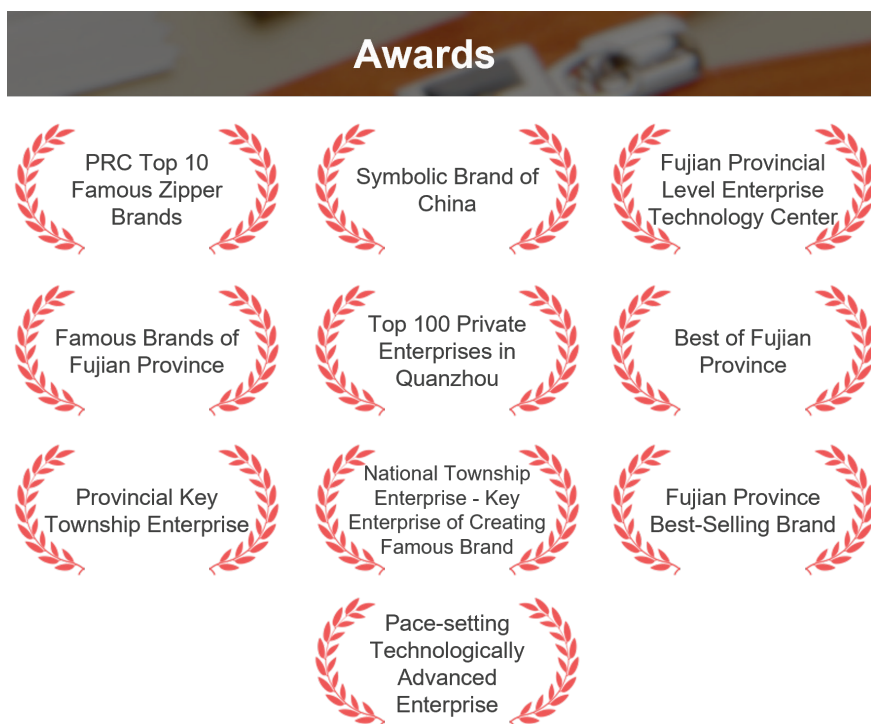 Awards
PRC Top 10
Famous Zipper
Brands
Symbolic Brand of
China
Fujian Provincial
Level Enterprise
Technology Center
Famous Brands of
Fujian Province
Top 100 Private
Enterprises in
Quanzhou
Best of Fujian
Province
Provincial Key
Township Enterprise
National Township
Enterprise - Key
Enterprise of Creating
Famous Brand
Fujian Province
Best-Selling Brand
Pace-setting
Technologically
Advanced
Enterprise